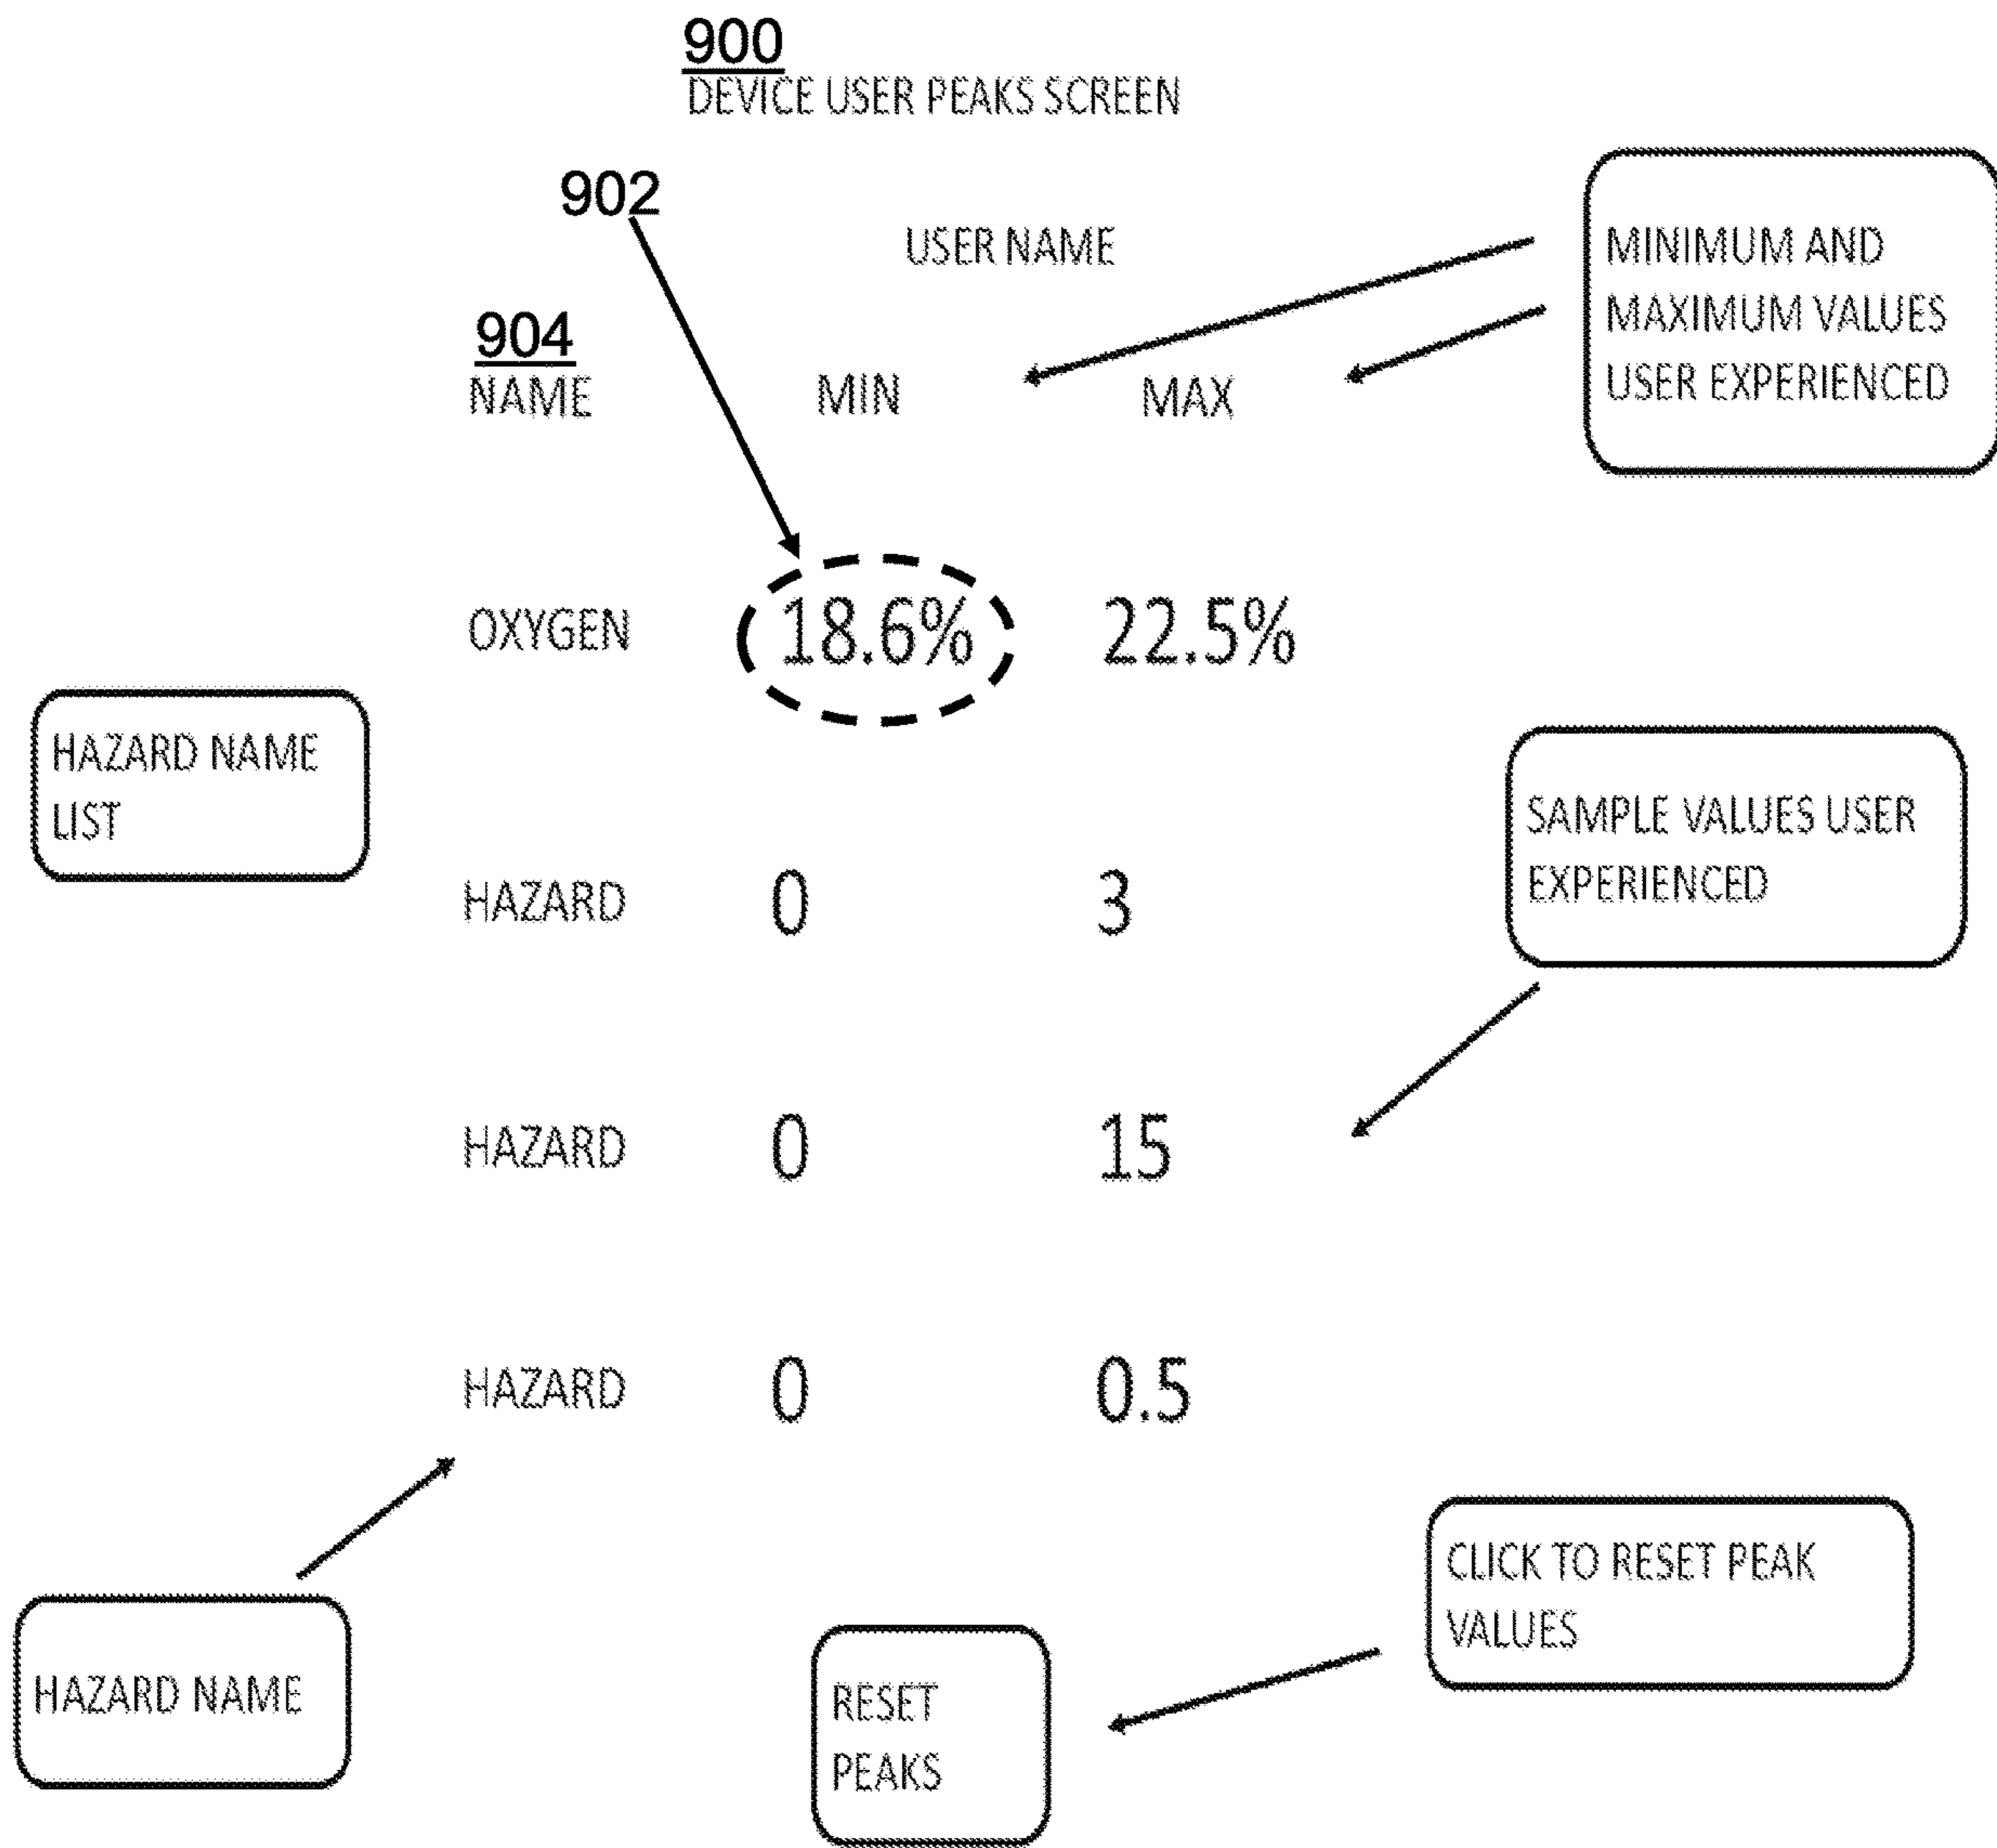 900
DEVICE USER PEAKS SCREEN
902
USER NAME
MINIMUM AND
MAXIMUM VALUES
USER EXPERIENCED
904
NAME MIN MAX
OXYGEN 18.6% 22.5%
HAZARD NAME
LIST
SAMPLE VALUES USER
EXPERIENCED
HAZARD 0 3
HAZARD 0 15
HAZARD 0 0.5
CLICK TO RESET PEAK
VALUES
HAZARD NAME
RESET
PEAKS